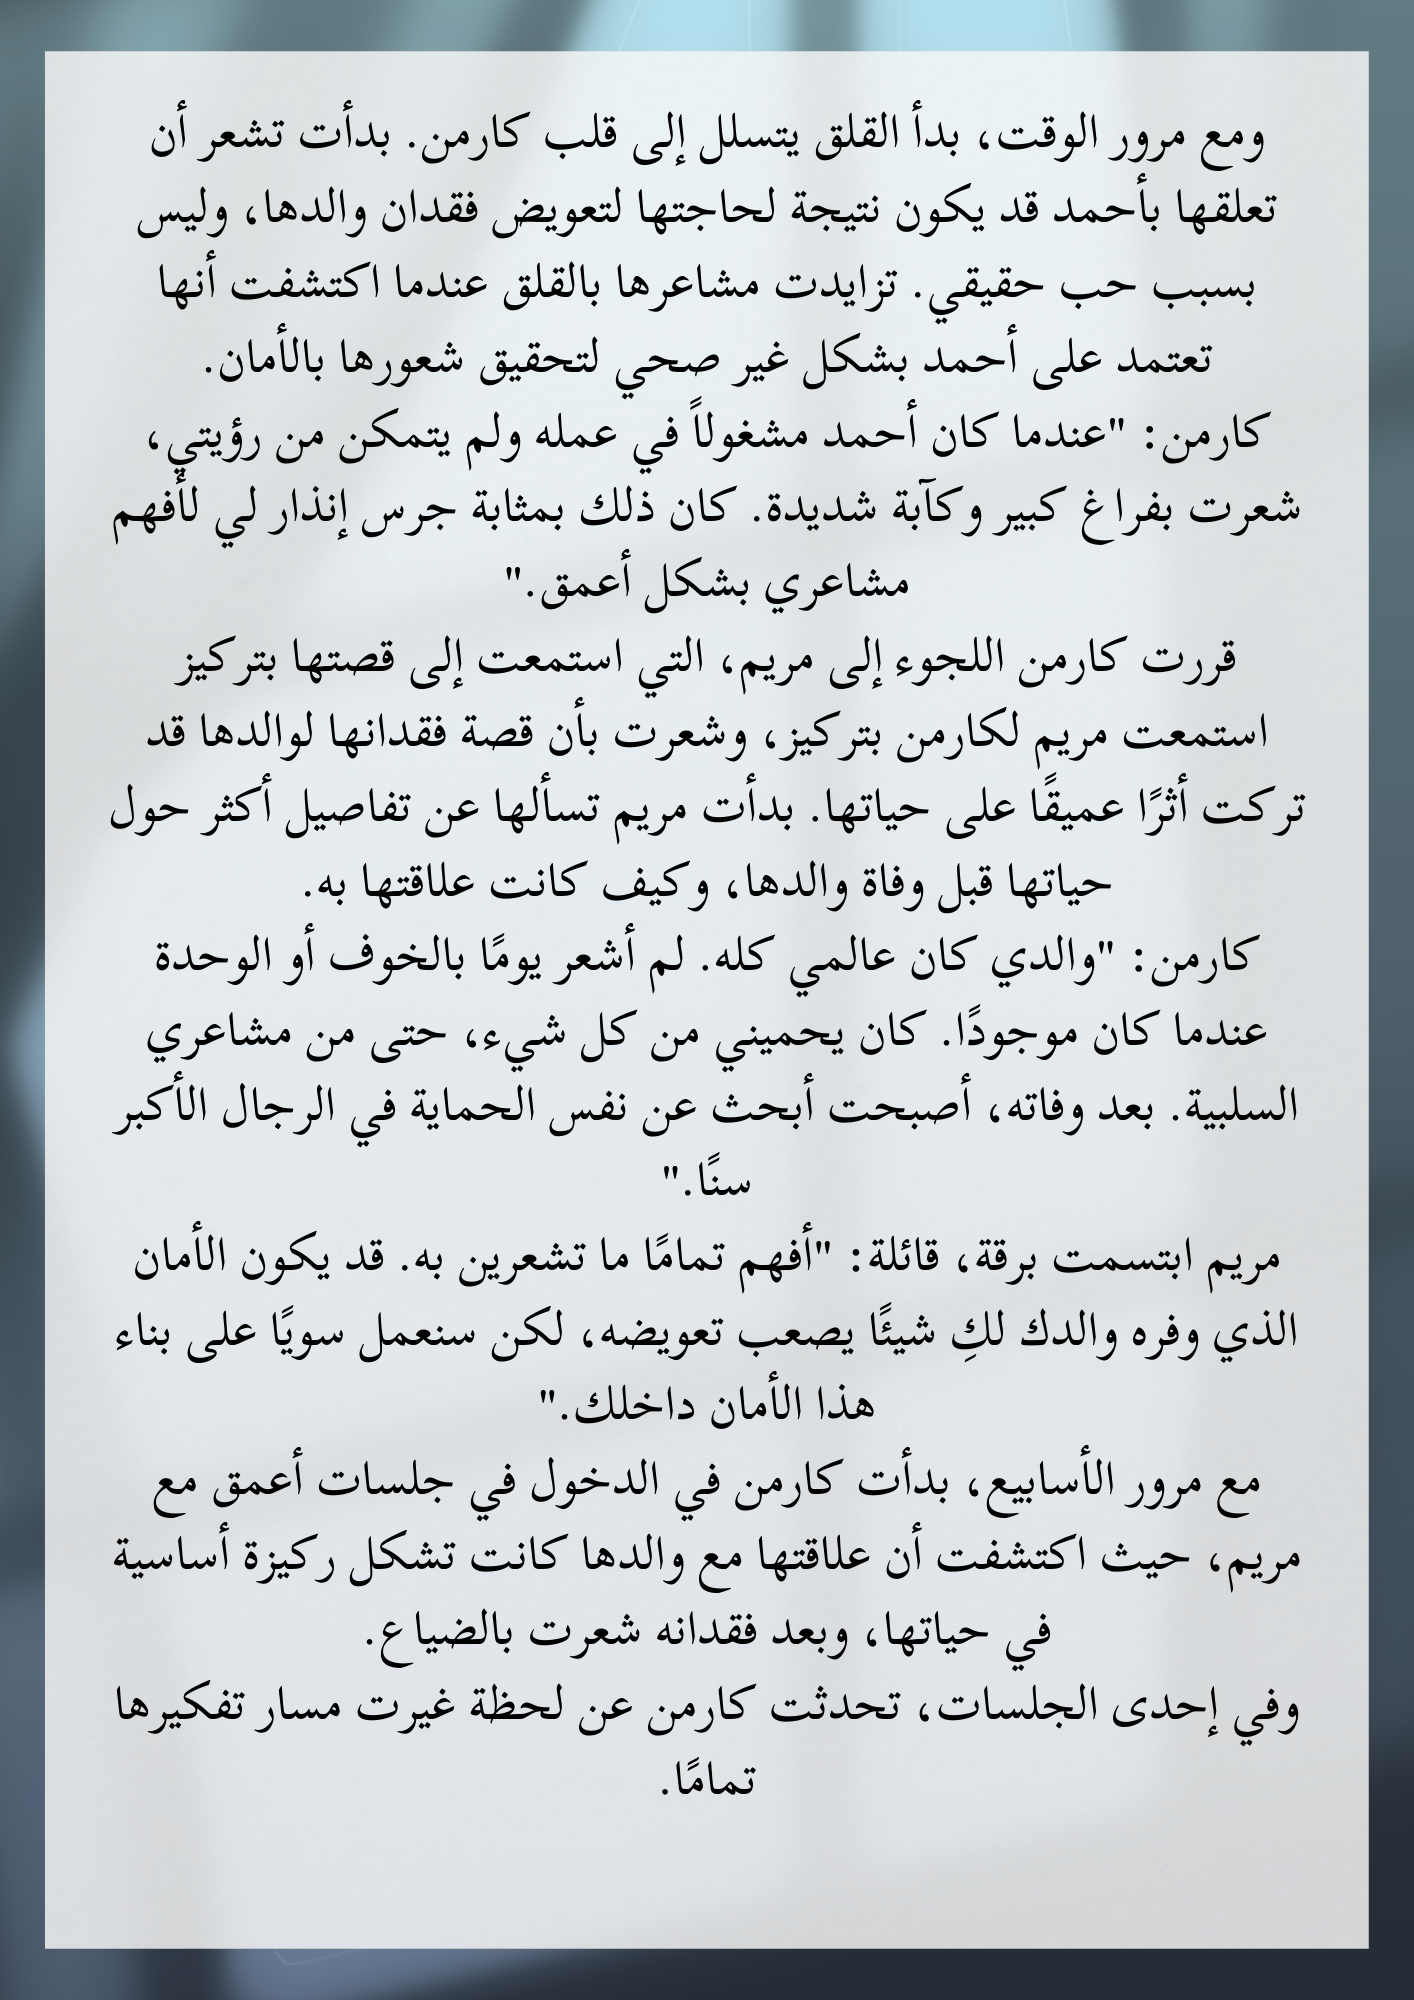 ومع مرور الوقت، بدأ القلق يتسلل إلى قلب كارمن. بدأت تشعر أن
تعلقها بأحمد قد يكون نتيجة لحاجتها لتعويض فقدان والدها، وليس
بسبب حب حقيقي. تزايدت مشاعرها بالقلق عندما اكتشفت أنها
تعتمد على أحمد بشكل غير صحي لتحقيق شعورها بالأمان.
كارمن: "عندما كان أحمد مشغولاً في عمله ولم يتمكن من رؤيتي،
شعرت بفراغ كبير وكآبة شديدة. كان ذلك بمثابة جرس إنذار لي لأفهم
مشاعري بشكل أعمق."
قررت كارمن اللجوء إلى مريم، التي استمعت إلى قصتها بتركيز
استمعت مريم لكارمن بتركيز، وشعرت بأن قصة فقدانها لوالدها قد
تركت أثرًا عميقًا على حياتها. بدأت مريم تسألها عن تفاصيل أكثر حول
حياتها قبل وفاة والدها، وكيف كانت علاقتها به.
كارمن: "والدي كان عالمي كله. لم أشعر يومًا بالخوف أو الوحدة
عندما كان موجودًا. كان يحميني من كل شيء، حتى من مشاعري
السلبية. بعد وفاته، أصبحت أبحث عن نفس الحماية في الرجال الأكبر
سنًا."
مريم ابتسمت برقة، قائلة: "أفهم تمامًا ما تشعرين به. قد يكون الأمان
الذي وفره والدك لكِ شيئًا يصعب تعويضه، لكن سنعمل سويًا على بناء
هذا الأمان داخلك."
مع مرور الأسابيع، بدأت كارمن في الدخول في جلسات أعمق مع
مريم، حيث اكتشفت أن علاقتها مع والدها كانت تشكل ركيزة أساسية
في حياتها، وبعد فقدانه شعرت بالضياع.
وفي إحدى الجلسات، تحدثت كارمن عن لحظة غيرت مسار تفكيرها
تمامًا.